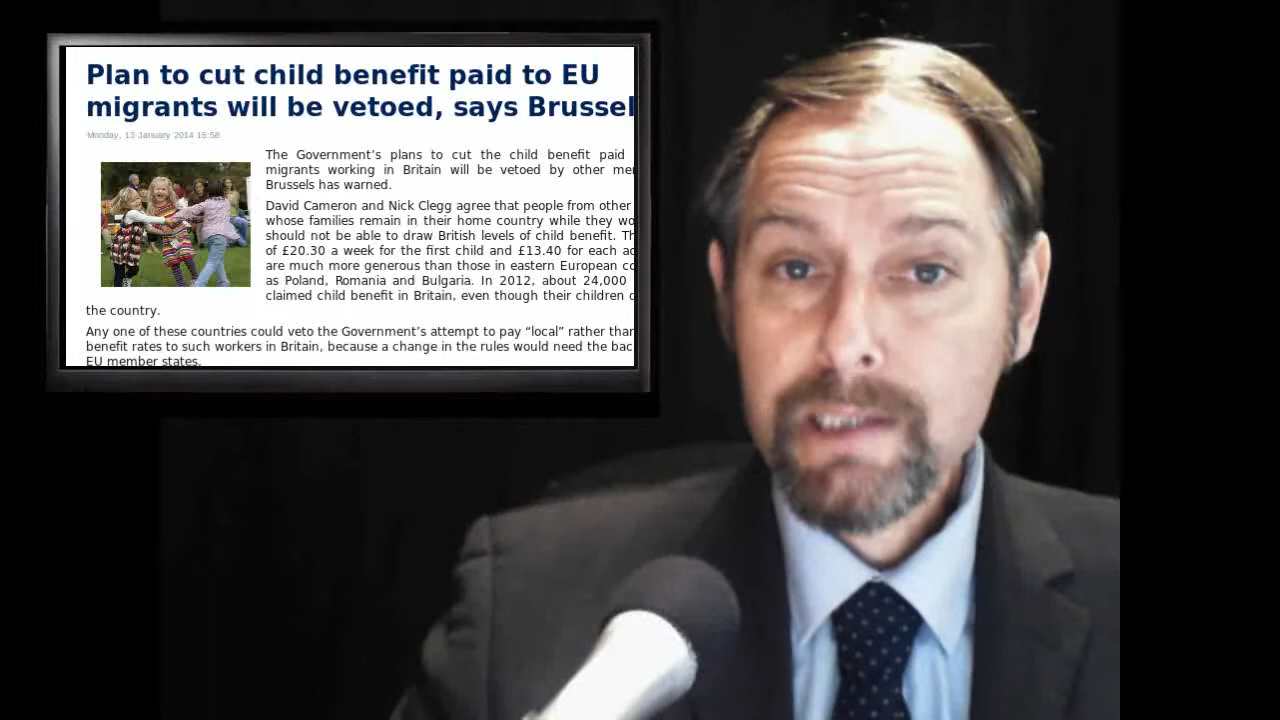 Plan to cut child benefit paid to EU
migrants will be vetoed, says Brussel
Monday, 13 January 2014 15:58
The Government's plans to cut the child benefit paid
migrants working in Britain will be vetoed by other
Brussels has warned.
David Cameron and Nick Clegg agree that people from other
whose families remain in their home country while they
should not be able to draw British levels of child benefit.
of £20.30 a week for the first child and £13.40 for each
are much more generous than those in eastern European
as Poland, Romania and Bulgaria. In 2012, about 24,000
claimed child benefit in Britain, even though their children
the country.
Any one of these countries could veto the Government's attempt to pay “local” rather than
benefit rates to such workers in Britain, because a change in the rules would need the
EU member states.